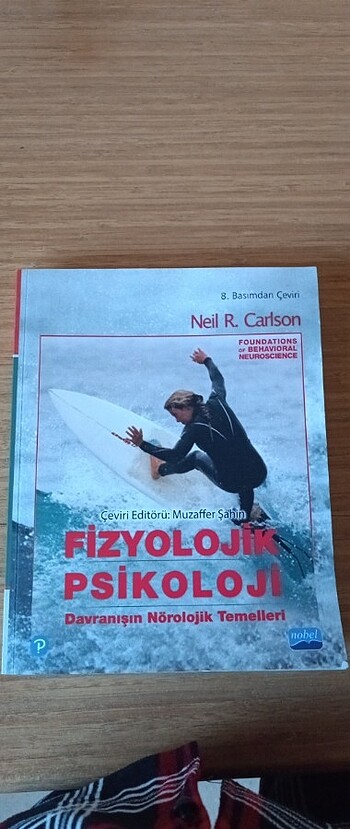 8. Basımdan Çeviri
Neil R. Carlson
FOUNDATIONS
OF BEHAVIORAL
NEUROSCIENCE
Çeviri Editörü: Muzaffer Şahin
FİZYOLOJİK
PSİKOLOJİ
Davranışın Nörolojik Temelleri
nobel
P